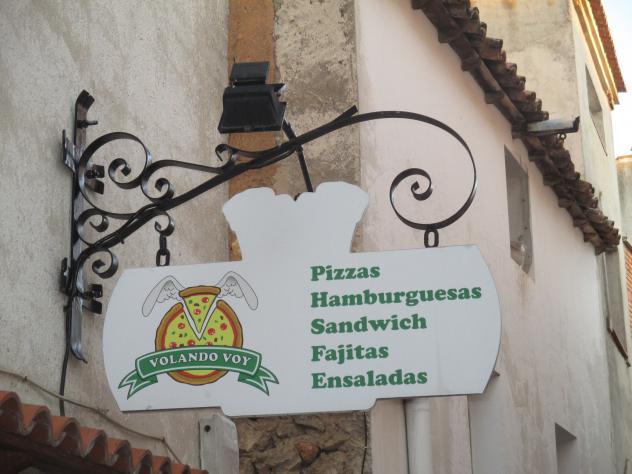 VOLANDO VOY
Pizzas
Hamburguesas
Sandwich
Fajitas
Ensaladas